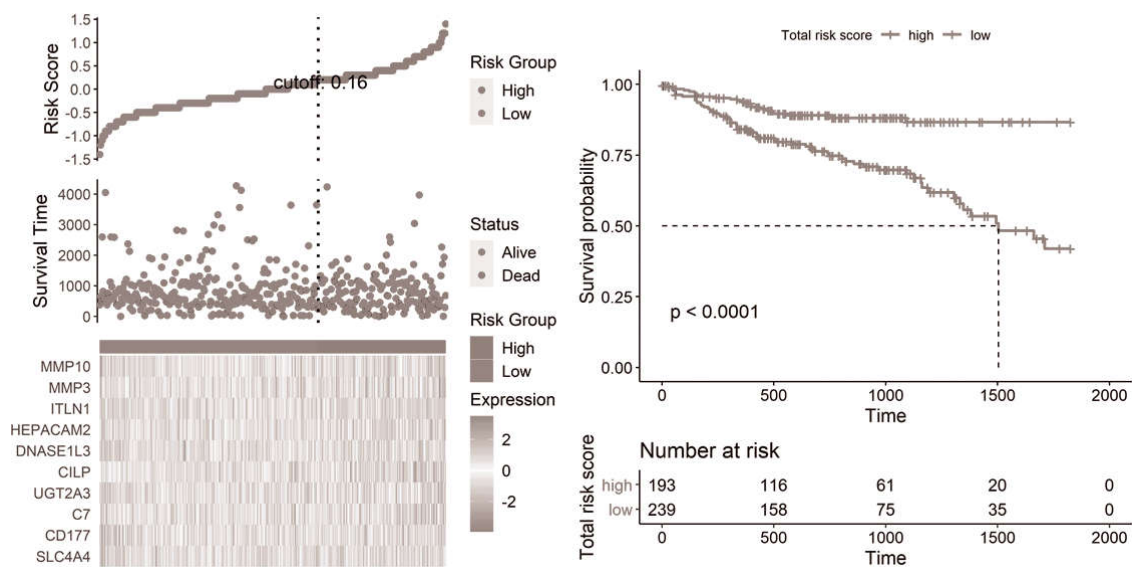 Risk Score
1.5
1.0
0.5
0.0
-0.5
-1.0
-1.5
cutoff: 0.16
Risk Group
High
Low
Survival Time
4000
3000
2000
1000
0
Status
Alive
Dead
Risk Group
High
Low
MMP10
MMP3
ITLN1
HEPACAM2
DNASE1L3
CILP
UGT2A3
C7
CD177
SLC4A4
Expression
2
0
-2
Total risk score high low
Survival probability
1.00
0.75
0.50
0.25
0.00
p < 0.0001
0 500 1000 1500 2000
Time
Number at risk
Total risk score
high 193 116 61 20 0
low 239 158 75 35 0
0 500 1000 1500 2000
Time